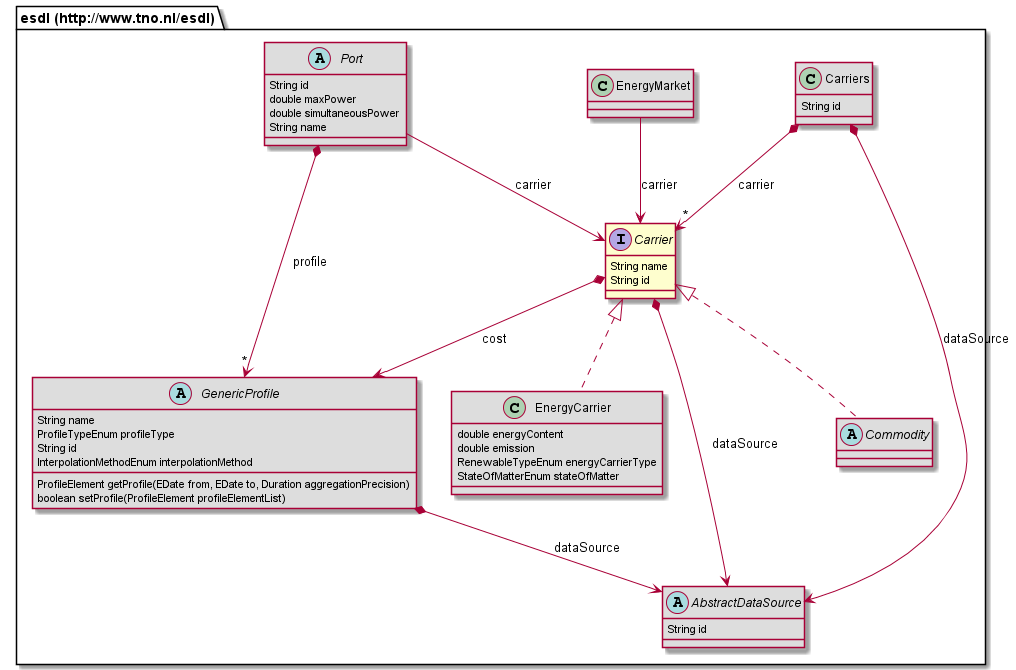 esdl (http://www.tno.nl/esdl)
A Port
String id
double maxPower
double simultaneousPower
String name
C EnergyMarket
C Carriers
String id
carrier
carrier
carrier
*
I Carrier
String name
String id
profile
*
cost
dataSource
A GenericProfile
String name
ProfileTypeEnum profileType
String id
InterpolationMethodEnum interpolationMethod
ProfileElement getProfile(EDate from, EDate to, Duration aggregationPrecision)
boolean setProfile(ProfileElement profileElementList)
C EnergyCarrier
double energyContent
double emission
RenewableTypeEnum energyCarrierType
StateOfMatterEnum stateOfMatter
dataSource
A Commodity
dataSource
A AbstractDataSource
String id